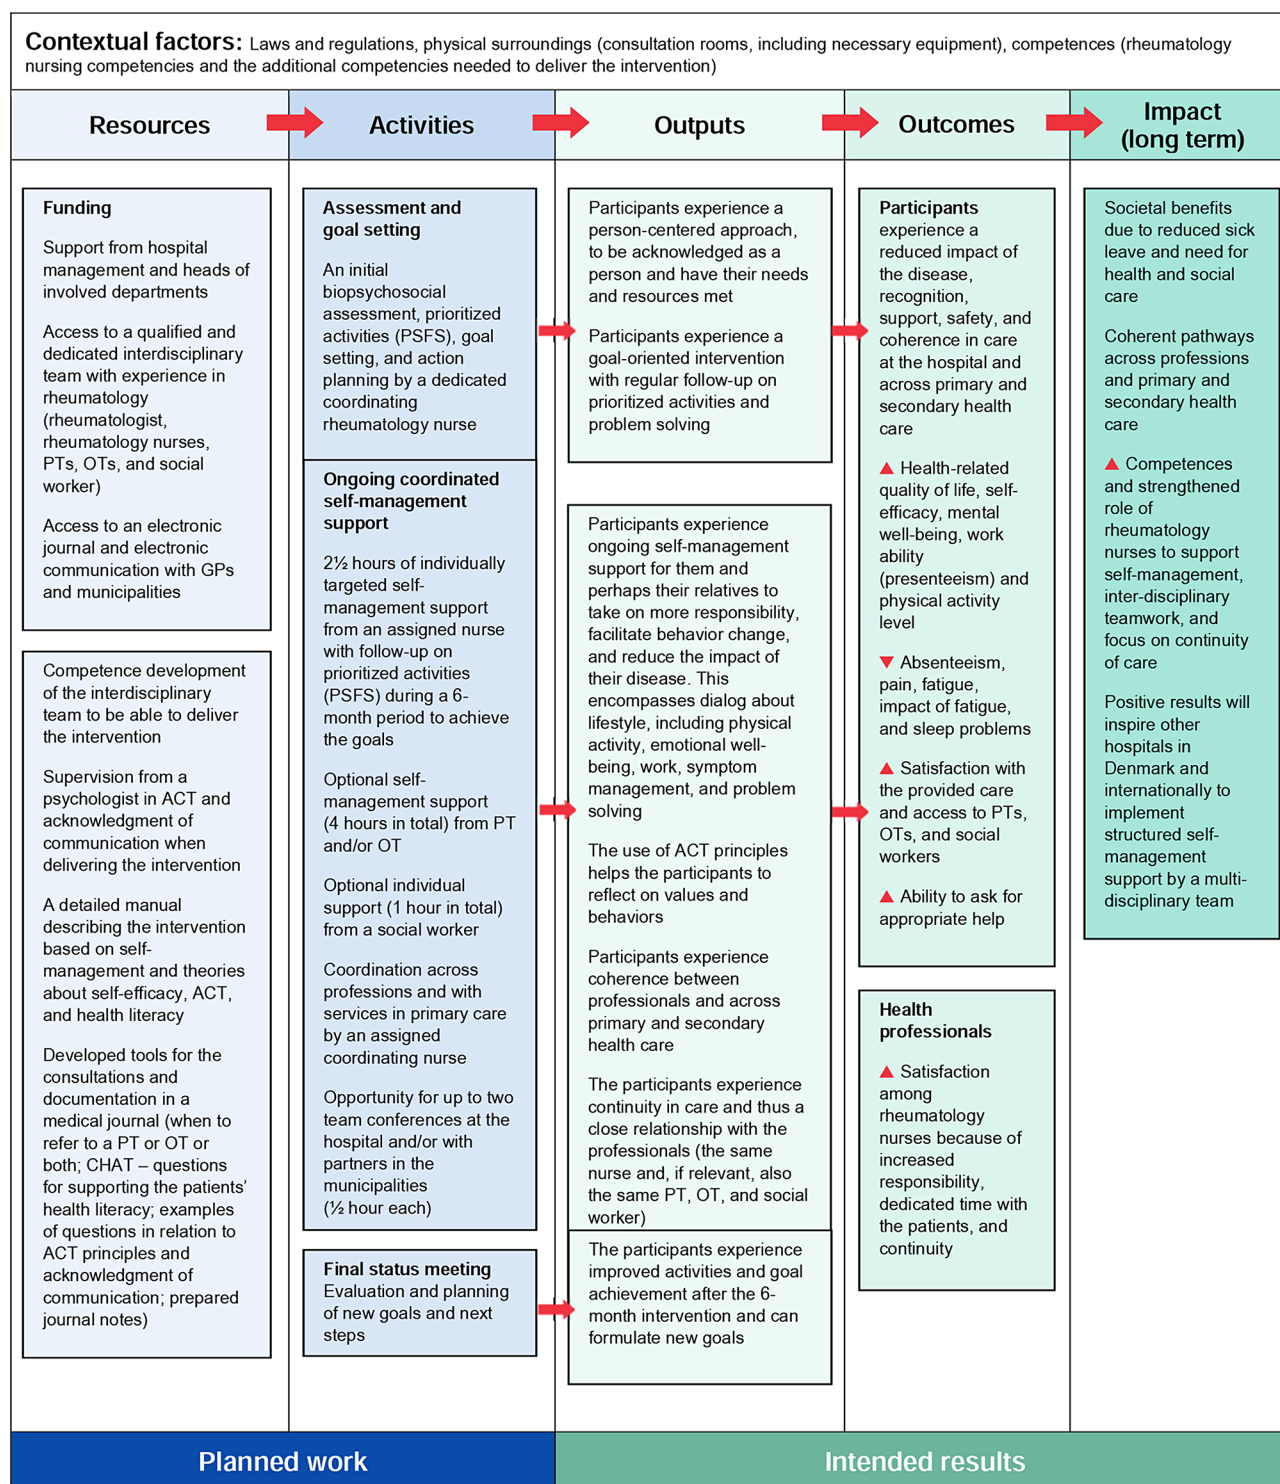 Contextual factors: Laws and regulations, physical surroundings (consultation rooms, including necessary equipment), competences (rheumatology
nursing competencies and the additional competencies needed to deliver the intervention)
Resources
Activities
Outputs
Outcomes
Impact
(long term)
Funding
Support from hospital
management and heads of
involved departments
Access to a qualified and
dedicated interdisciplinary
team with experience in
rheumatology
(rheumatologist,
rheumatology nurses,
PTs, OTs, and social
worker)
Access to an electronic
journal and electronic
communication with GPs
and municipalities
Competence development
of the interdisciplinary
team to be able to deliver
the intervention
Supervision from a
psychologist in ACT and
acknowledgment of
communication when
delivering the intervention
A detailed manual
describing the intervention
based on self-
management and theories
about self-efficacy, ACT,
and health literacy
Developed tools for the
consultations and
documentation in a
medical journal (when to
refer to a PT or OT or
both; CHAT – questions
for supporting the patients’
health literacy; examples
of questions in relation to
ACT principles and
acknowledgment of
communication; prepared
journal notes)
Assessment and
goal setting
An initial
biopsychosocial
assessment, prioritized
activities (PSFS), goal
setting, and action
planning by a dedicated
coordinating
rheumatology nurse
Ongoing coordinated
self-management
support
2½ hours of individually
targeted self-
management support
from an assigned nurse
with follow-up on
prioritized activities
(PSFS) during a 6-
month period to achieve
the goals
Optional self-
management support
(4 hours in total) from PT
and/or OT
Optional individual
support (1 hour in total)
from a social worker
Coordination across
professions and with
services in primary care
by an assigned
coordinating nurse
Opportunity for up to two
team conferences at the
hospital and/or with
partners in the
municipalities
(½ hour each)
Final status meeting
Evaluation and planning
of new goals and next
steps
Participants experience a
person-centered approach,
to be acknowledged as a
person and have their needs
and resources met
Participants experience a
goal-oriented intervention
with regular follow-up on
prioritized activities and
problem solving
Participants experience
ongoing self-management
support for them and
perhaps their relatives to
take on more responsibility,
facilitate behavior change,
and reduce the impact of
their disease. This
encompasses dialog about
lifestyle, including physical
activity, emotional well-
being, work, symptom
management, and problem
solving
The use of ACT principles
helps the participants to
reflect on values and
behaviors
Participants experience
coherence between
professionals and across
primary and secondary
health care
The participants experience
continuity in care and thus a
close relationship with the
professionals (the same
nurse and, if relevant, also
the same PT, OT, and social
worker)
The participants experience
improved activities and goal
achievement after the 6-
month intervention and can
formulate new goals
Participants
experience a
reduced impact of
the disease,
recognition,
support, safety, and
coherence in care
at the hospital and
across primary and
secondary health
care
▲ Health-related
quality of life, self-
efficacy, mental
well-being, work
ability
(presenteeism) and
physical activity
level
▼ Absenteeism,
pain, fatigue,
impact of fatigue,
and sleep problems
▲ Satisfaction with
the provided care
and access to PTs,
OTs, and social
workers
▲ Ability to ask for
appropriate help
Health
professionals
▲ Satisfaction
among
rheumatology
nurses because of
increased
responsibility,
dedicated time with
the patients, and
continuity
Societal benefits
due to reduced sick
leave and need for
health and social
care
Coherent pathways
across professions
and primary and
secondary health
care
▲ Competences
and strengthened
role of
rheumatology
nurses to support
self-management,
inter-disciplinary
teamwork, and
focus on continuity
of care
Positive results will
inspire other
hospitals in
Denmark and
internationally to
implement
structured self-
management
support by a multi-
disciplinary team
Planned work
Intended results